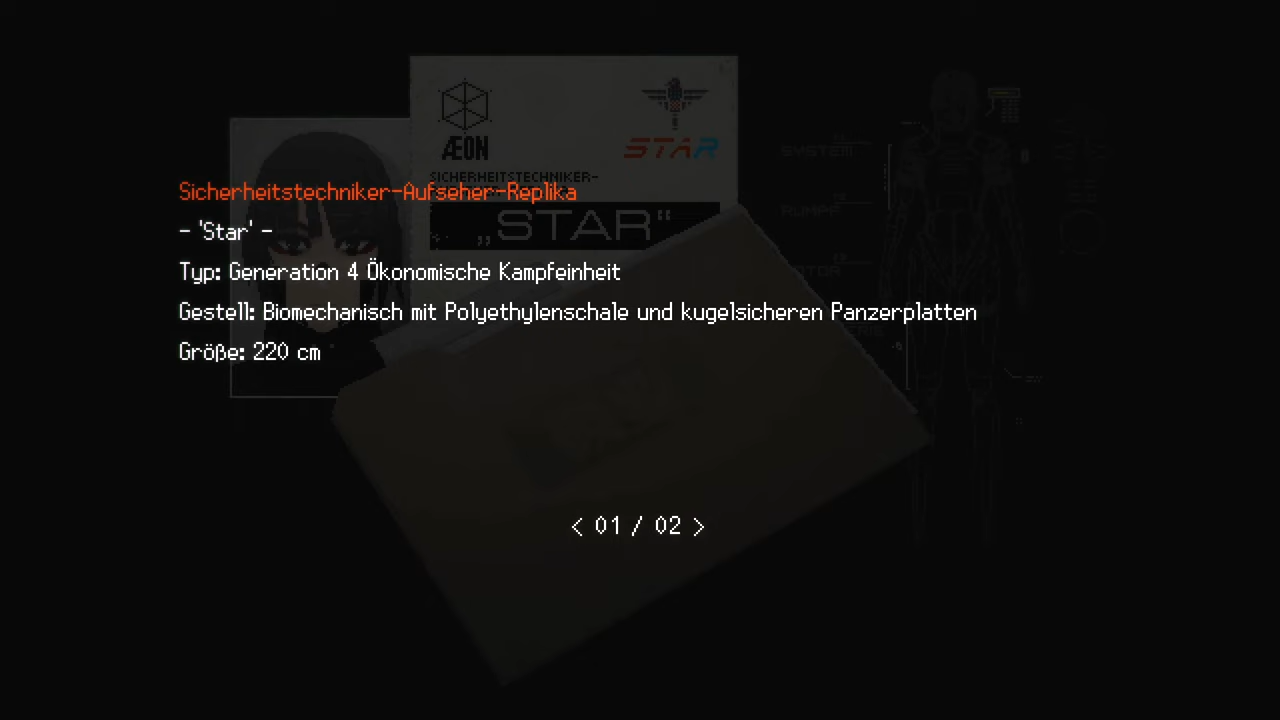 ÆON
STAR
SICHERHEITSTECHNIKER-
Sicherheitstechniker-Aufseher-Replika
„STAR“
- 'Star' -
Typ: Generation 4 Ökonomische Kampfeinheit
Gestell: Biomechanisch mit Polyethylenschale und kugelsicheren Panzerplatten
Größe: 220 cm
SYSTEM
RUMPF
< 01 / 02 >